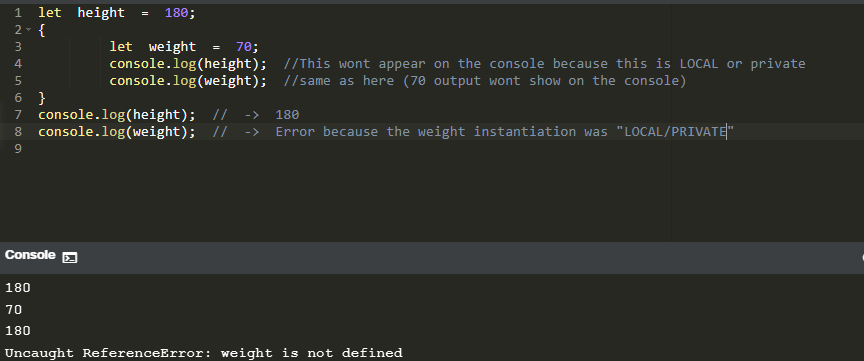 1 let height = 180;
2 {
3 let weight = 70;
4 console.log(height); //This wont appear on the console because this is LOCAL or private
5 console.log(weight); //same as here (70 output wont show on the console)
6 }
7 console.log(height); // -> 180
8 console.log(weight); // -> Error because the weight instantiation was "LOCAL/PRIVATE"
9
Console
180
70
180
Uncaught ReferenceError: weight is not defined